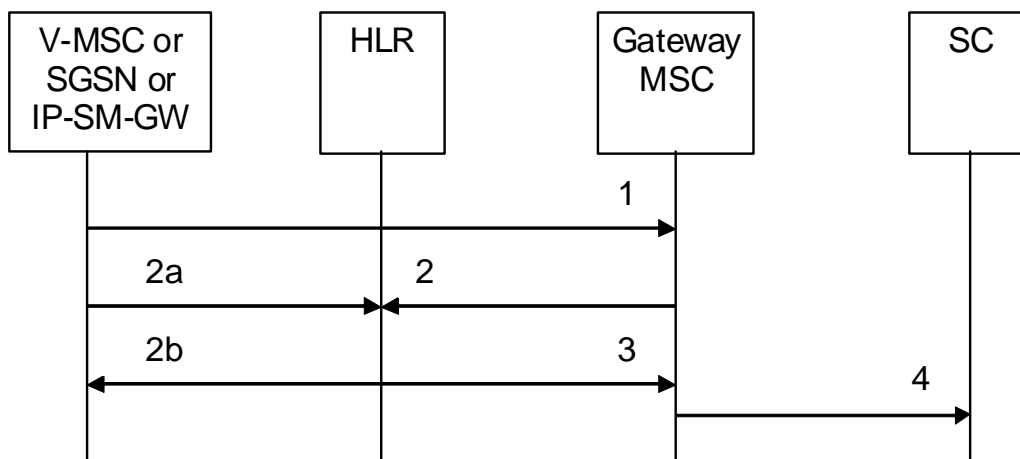 V-MSC or
SGSN or
IP-SM-GW
HLR
Gateway
MSC
SC
1
2a
2
2b
3
4